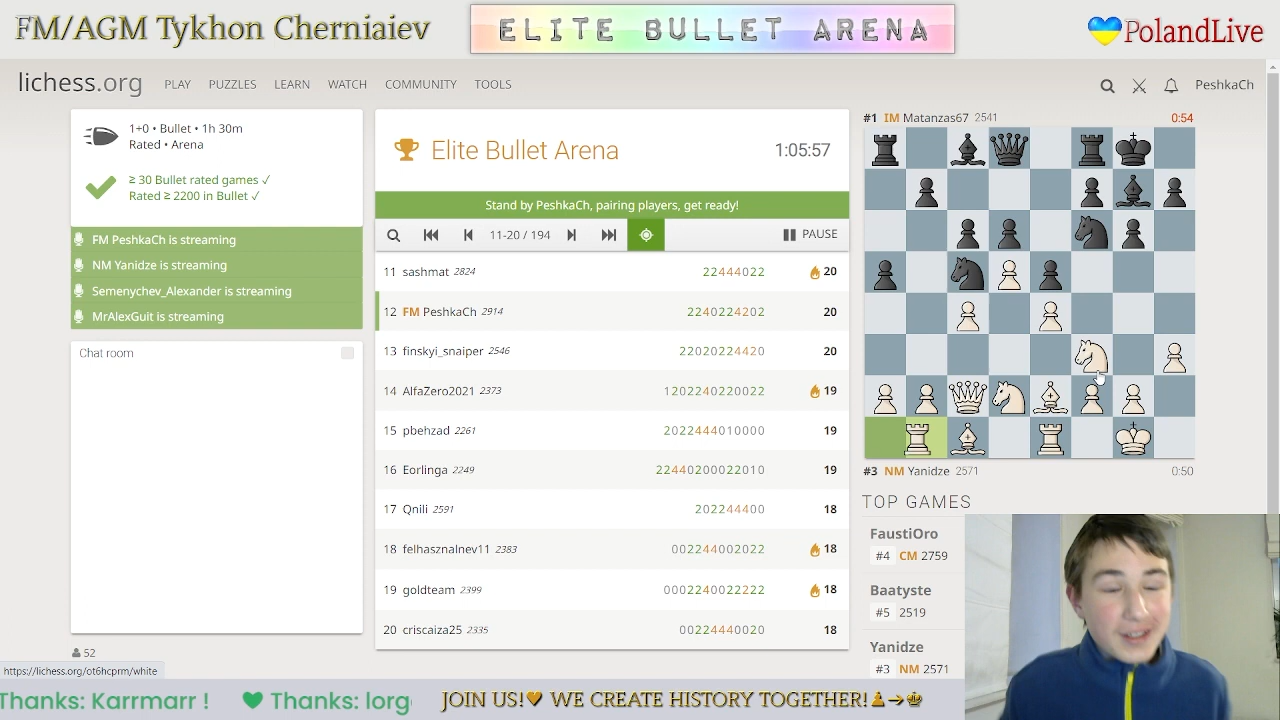 FM/AGM Tykhon Cherniaiev
ELITE BULLET ARENA
PolandLive
lichess.org PLAY PUZZLES LEARN WATCH COMMUNITY TOOLS PeshkaCh
1+0 • Bullet • 1h 30m
Rated • Arena
≥ 30 Bullet rated games ✓
Rated ≥ 2200 in Bullet ✓
FM PeshkaCh is streaming
NM Yanidze is streaming
Semenychev_Alexander is streaming
MrAlexGuit is streaming
Chat room
52
https://lichess.org/ot6hcprm/white
Elite Bullet Arena 1:05:57
Stand by PeshkaCh, pairing players, get ready!
11-20 / 194 PAUSE
11 sashmat 2824 22444022 20
12 FM PeshkaCh 2914 2240224202 20
13 finskyi_snaiper 2546 22020224420 20
14 AlfaZero2021 2373 1202244220022 19
15 pbehzad 2261 2022444010000 19
16 Eorlinga 2249 22440200022010 19
17 Qnili 2591 202244400 18
18 felhasznalnev11 2383 002244002022 18
19 goldteam 2399 0002240022222 18
20 criscaiza25 2335 00224440020 18
#1 IM Matanzas67 2541 0:54
#3 NM Yanidze 2571 0:50
TOP GAMES
FaustiOro
#4 CM 2759
Baatyste
#5 2519
Yanidze
#3 NM 2571
Thanks: Karrmarr ! Thanks: lorg
JOIN US! WE CREATE HISTORY TOGETHER!